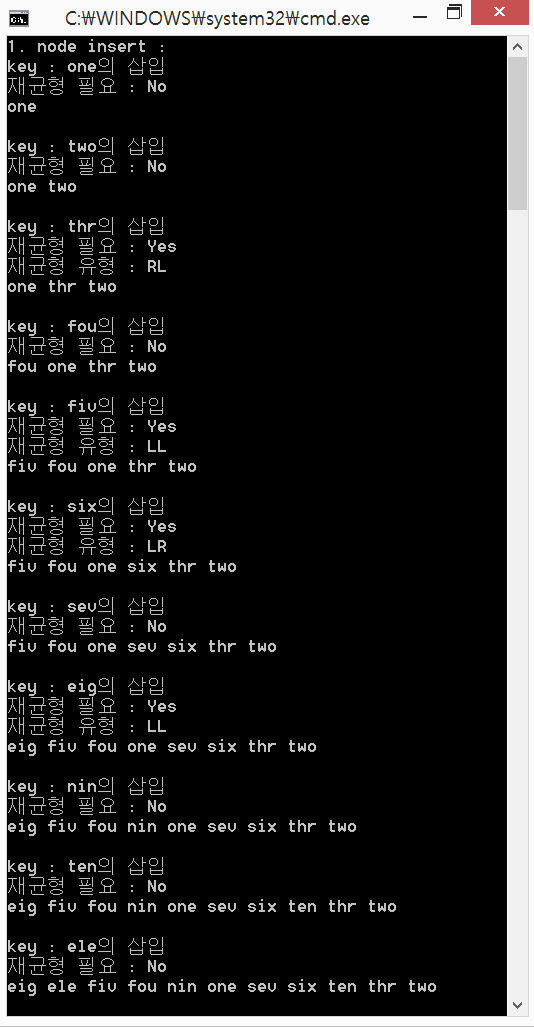 C:₩WINDOWS₩system32₩cmd.exe
1. node insert :
key : one의 삽입
재균형 필요 : No
one
key : two의 삽입
재균형 필요 : No
one two
key : thr의 삽입
재균형 필요 : Yes
재균형 유형 : RL
one thr two
key : fou의 삽입
재균형 필요 : No
fou one thr two
key : fiv의 삽입
재균형 필요 : Yes
재균형 유형 : LL
fiv fou one thr two
key : six의 삽입
재균형 필요 : Yes
재균형 유형 : LR
fiv fou one six thr two
key : sev의 삽입
재균형 필요 : No
fiv fou one sev six thr two
key : eig의 삽입
재균형 필요 : Yes
재균형 유형 : LL
eig fiv fou one sev six thr two
key : nin의 삽입
재균형 필요 : No
eig fiv fou nin one sev six thr two
key : ten의 삽입
재균형 필요 : No
eig fiv fou nin one sev six ten thr two
key : ele의 삽입
재균형 필요 : No
eig ele fiv fou nin one sev six ten thr two